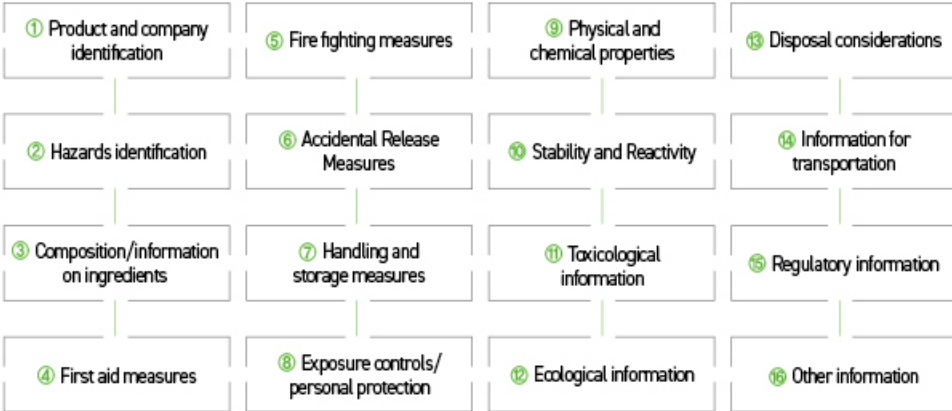 ① Product and company
identification
② Hazards identification
③ Composition/information
on ingredients
④ First aid measures
⑤ Fire fighting measures
⑥ Accidental Release
Measures
⑦ Handling and
storage measures
⑧ Exposure controls/
personal protection
⑨ Physical and
chemical properties
⑩ Stability and Reactivity
⑪ Toxicological
information
⑫ Ecological information
⑬ Disposal considerations
⑭ Information for
transportation
⑮ Regulatory information
⑯ Other information